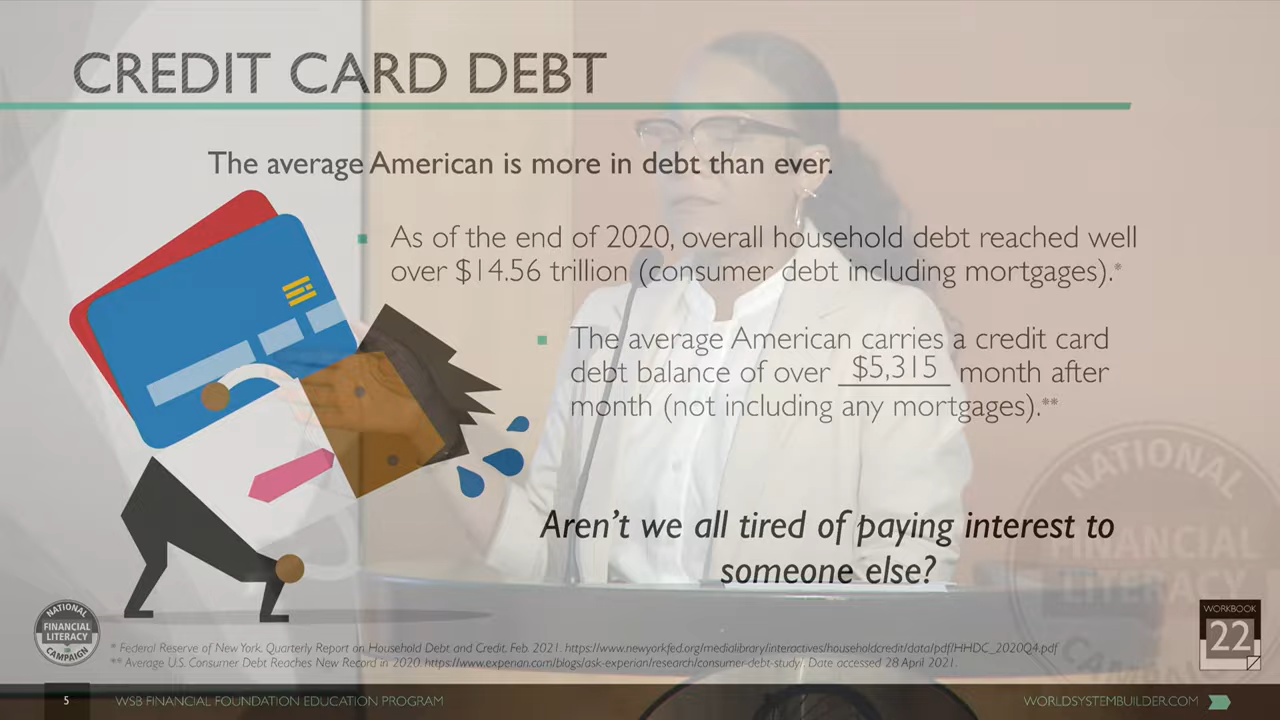 CREDIT CARD DEBT
The average American is more in debt than ever.
As of the end of 2020, overall household debt reached well
over $14.56 trillion (consumer debt including mortgages).*
The average American carries a credit card
debt balance of over $5,315 month after
month (not including any mortgages).**
Aren't we all tired of paying interest to
someone else?
NATIONAL
FINANCIAL
LITERACY
CAMPAIGN
NATIONAL
FINANCIAL
LITERACY
CAMPAIGN
WORKBOOK
22
* Federal Reserve of New York. Quarterly Report on Household Debt and Credit. Feb. 2021. https://www.newyorkfed.org/medialibrary/interactives/householdcredit/data/pdf/HHDC_2020Q4.pdf
** Average U.S. Consumer Debt Reaches New Record in 2020. https://www.experian.com/blogs/ask-experian/research/consumer-debt-study/. Date accessed 28 April 2021.
5 WSB FINANCIAL FOUNDATION EDUCATION PROGRAM WORLDSYSTEMBUILDER.COM